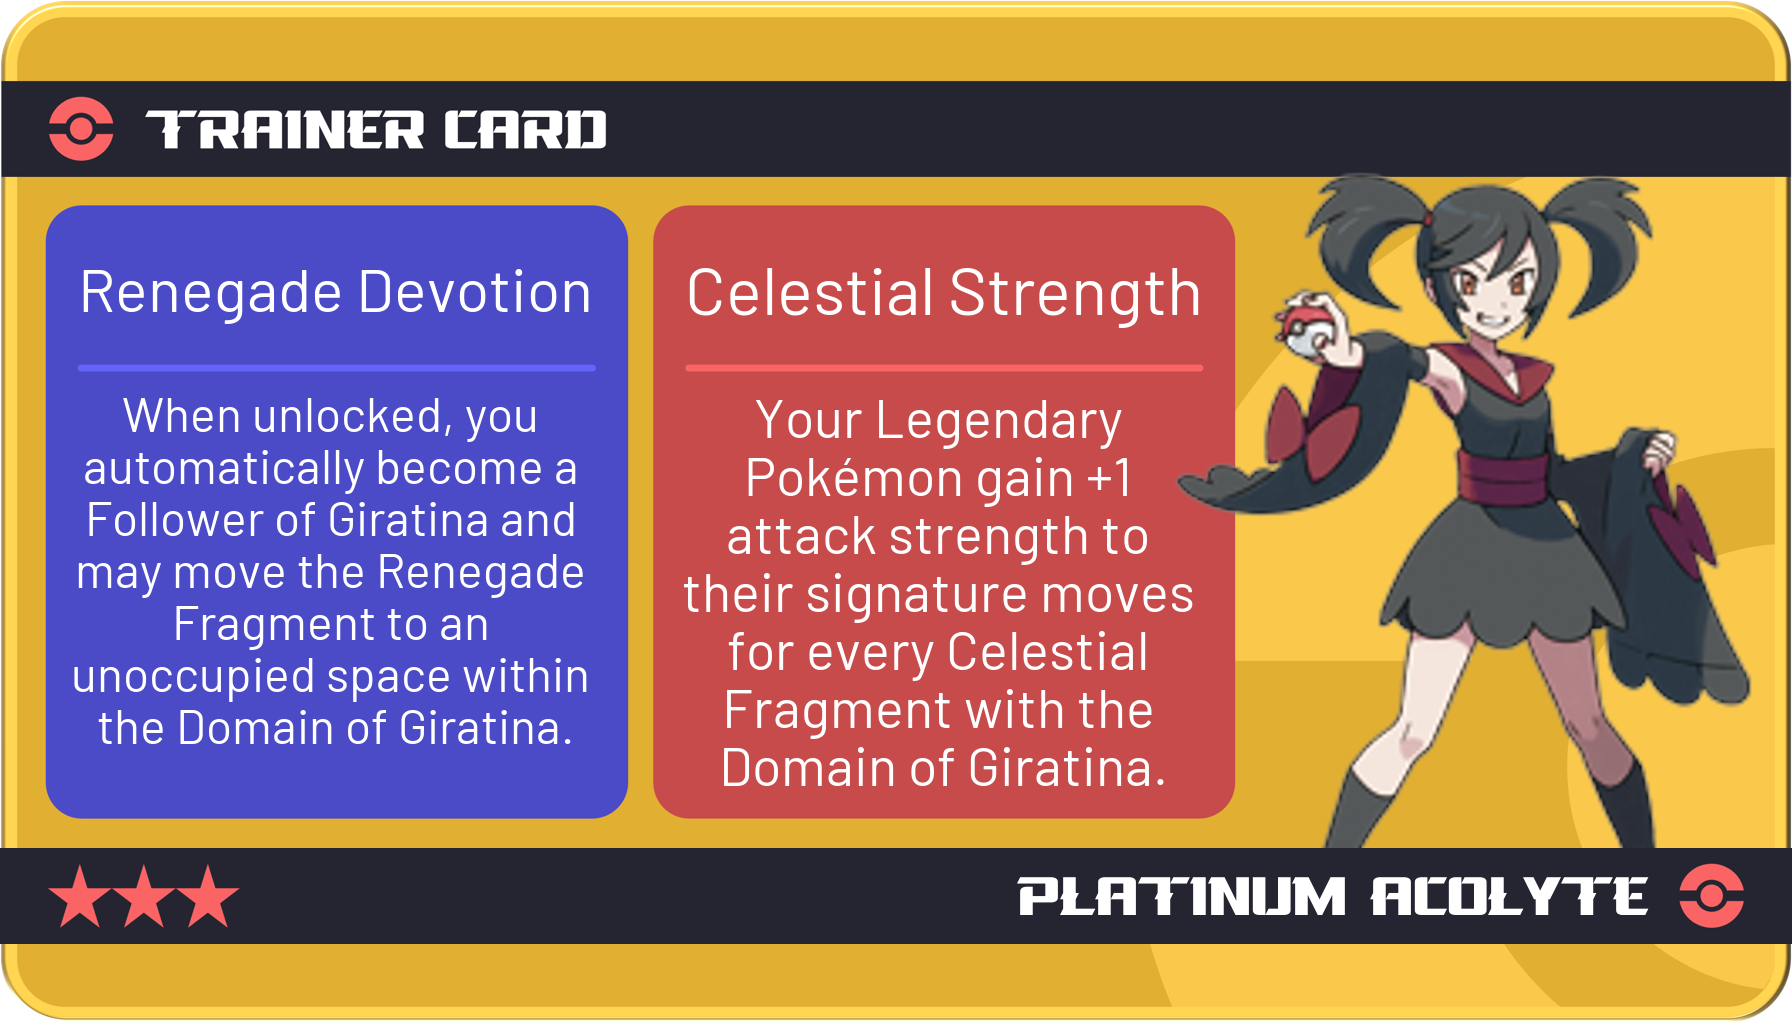 TRAINER CARD
Renegade Devotion
When unlocked, you
automatically become a
Follower of Giratina and
may move the Renegade
Fragment to an
unoccupied space within
the Domain of Giratina.
Celestial Strength
Your Legendary
Pokémon gain +1
attack strength to
their signature moves
for every Celestial
Fragment with the
Domain of Giratina.
PLATINUM ACOLYTE